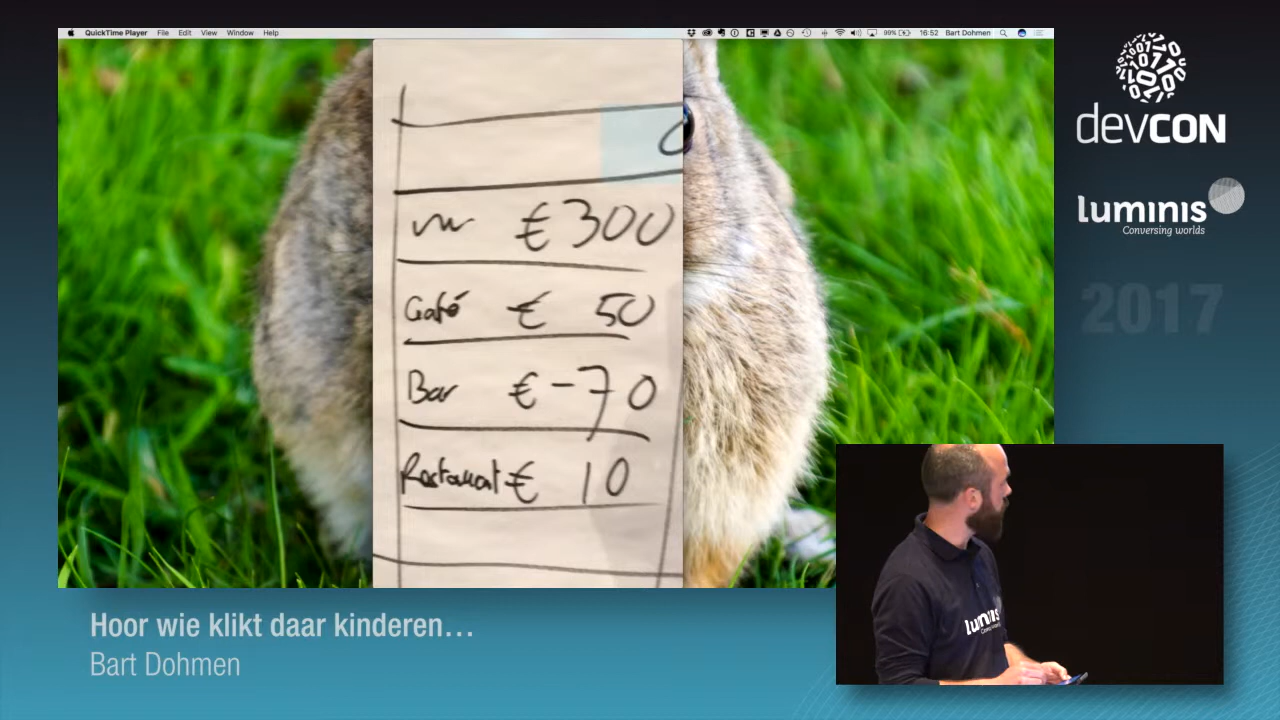 QuickTime Player File Edit View Window Help
99% 16:52 Bart Dohmen
€ 300
Café € 50
Bar € -70
Restaurant € 10
devCON
luminis
Conversing worlds
2017
luminis
Hoor wie klikt daar kinderen…
Bart Dohmen